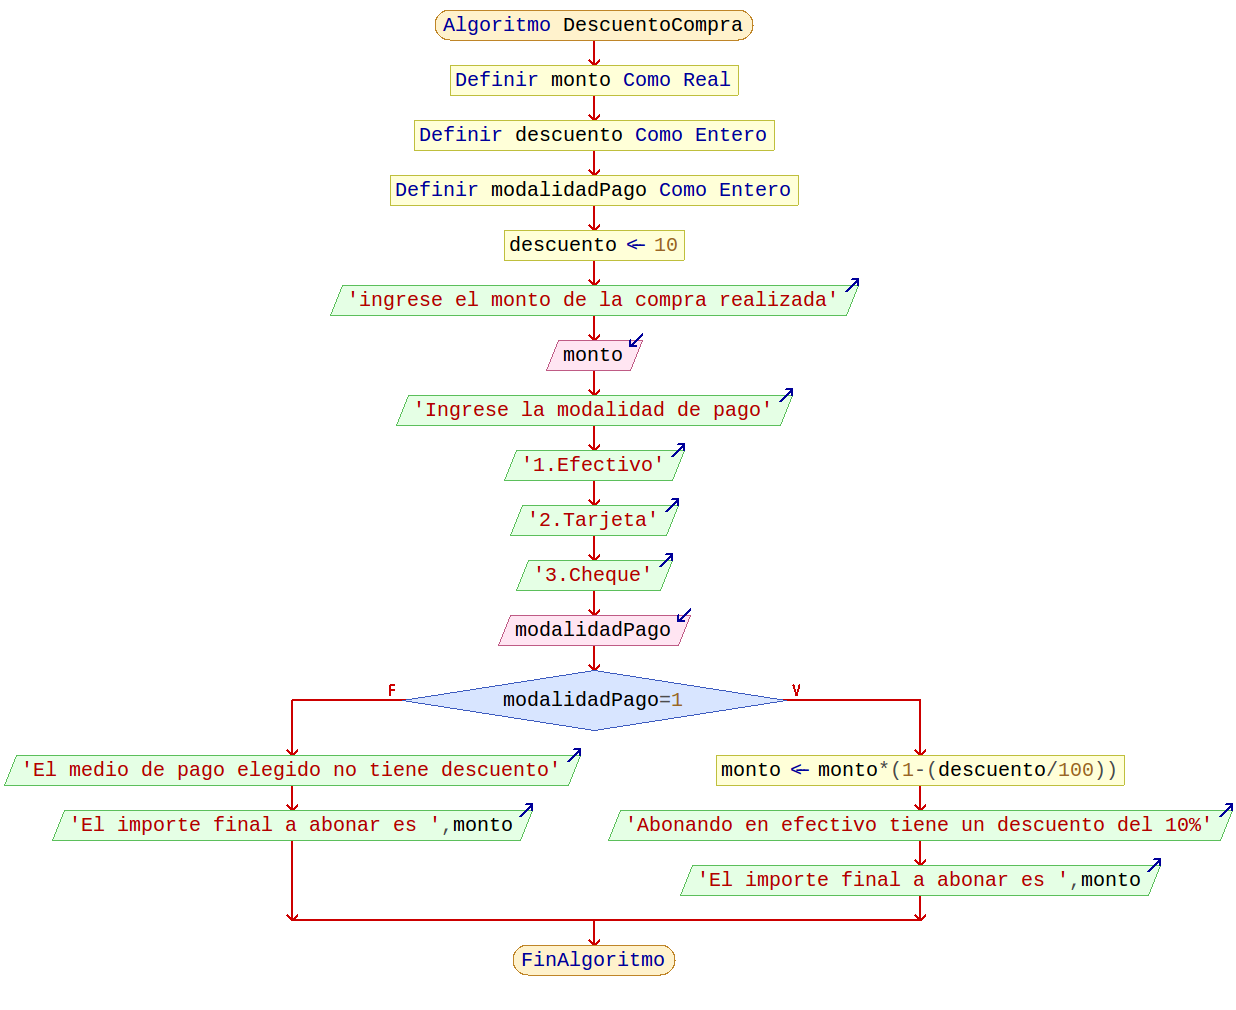 Algoritmo DescuentoCompra
Definir monto Como Real
Definir descuento Como Entero
Definir modalidadPago Como Entero
descuento <- 10
'ingrese el monto de la compra realizada'
monto
'Ingrese la modalidad de pago'
'1.Efectivo'
'2.Tarjeta'
'3.Cheque'
modalidadPago
F
modalidadPago=1
V
'El medio de pago elegido no tiene descuento'
monto <- monto*(1-(descuento/100))
'El importe final a abonar es ',monto
'Abonando en efectivo tiene un descuento del 10%'
'El importe final a abonar es ',monto
FinAlgoritmo